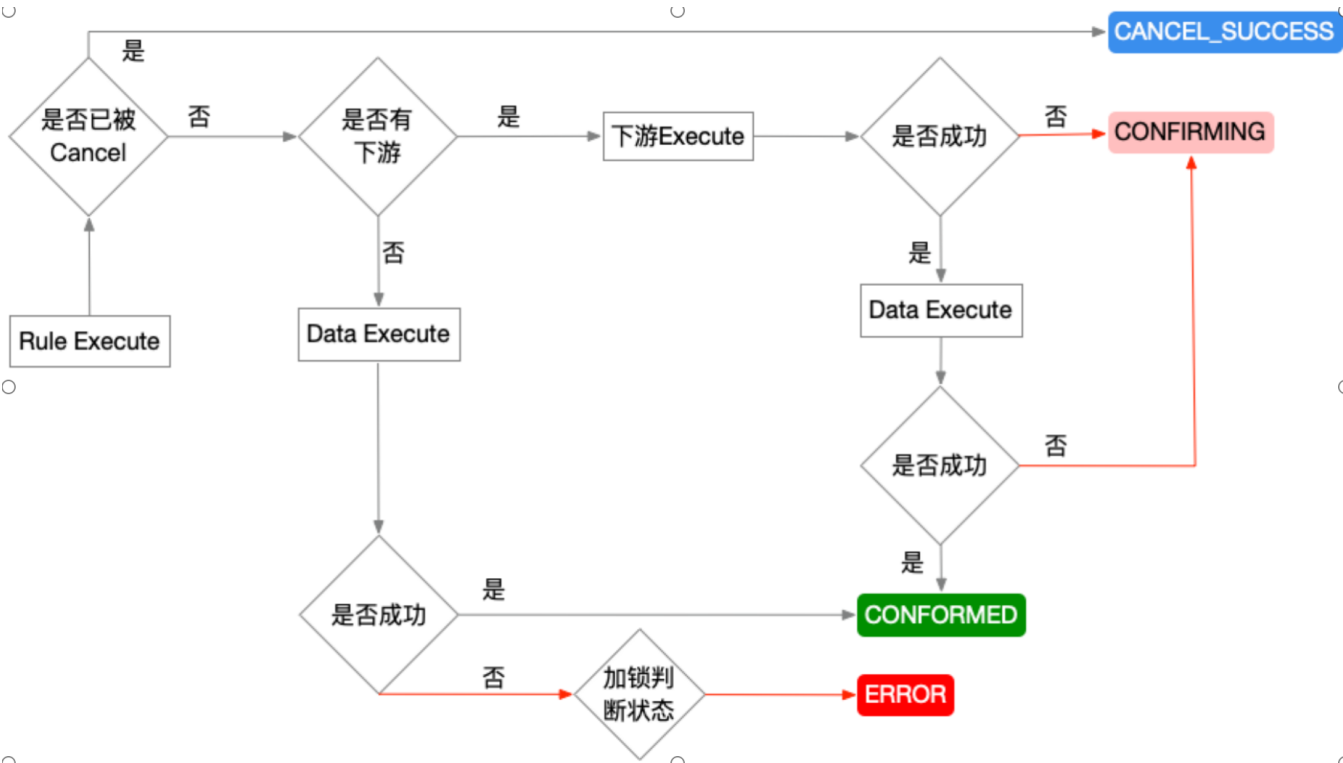 CANCEL_SUCCESS
是
是否已被
Cancel
否
是否有
下游
是
下游Execute
是否成功
否
CONFIRMING
否
是
Rule Execute
Data Execute
Data Execute
是否成功
否
是
是否成功
是
CONFORMED
否
加锁判
断状态
ERROR